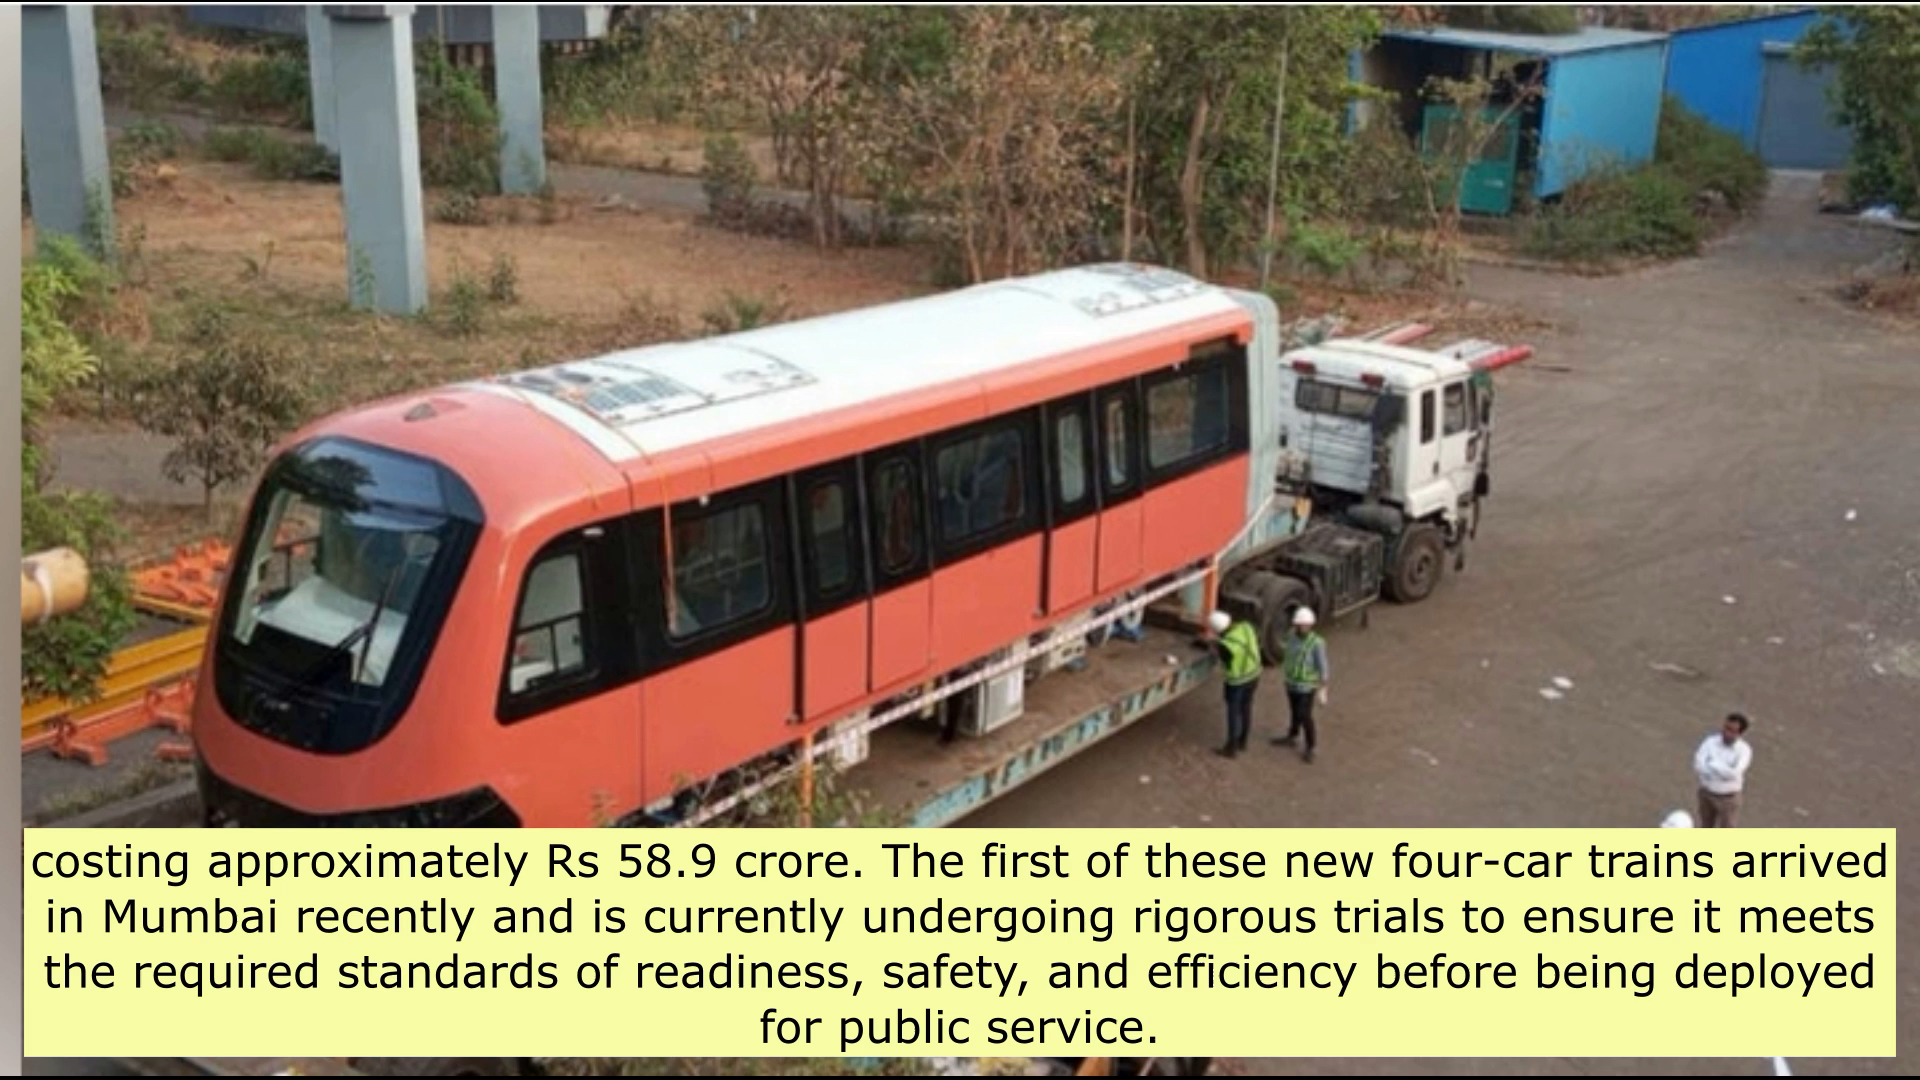 costing approximately Rs 58.9 crore. The first of these new four-car trains arrived
in Mumbai recently and is currently undergoing rigorous trials to ensure it meets
the required standards of readiness, safety, and efficiency before being deployed
for public service.